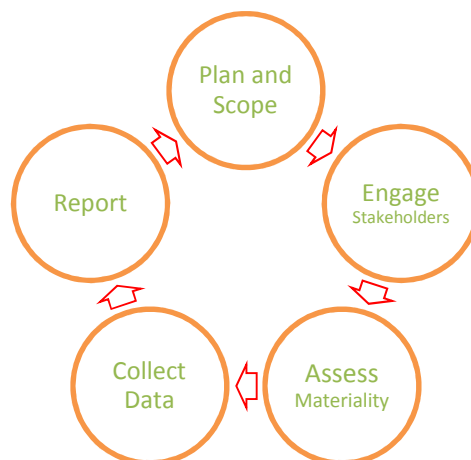 Plan and
Scope
Engage
Stakeholders
Assess
Materiality
Collect
Data
Report